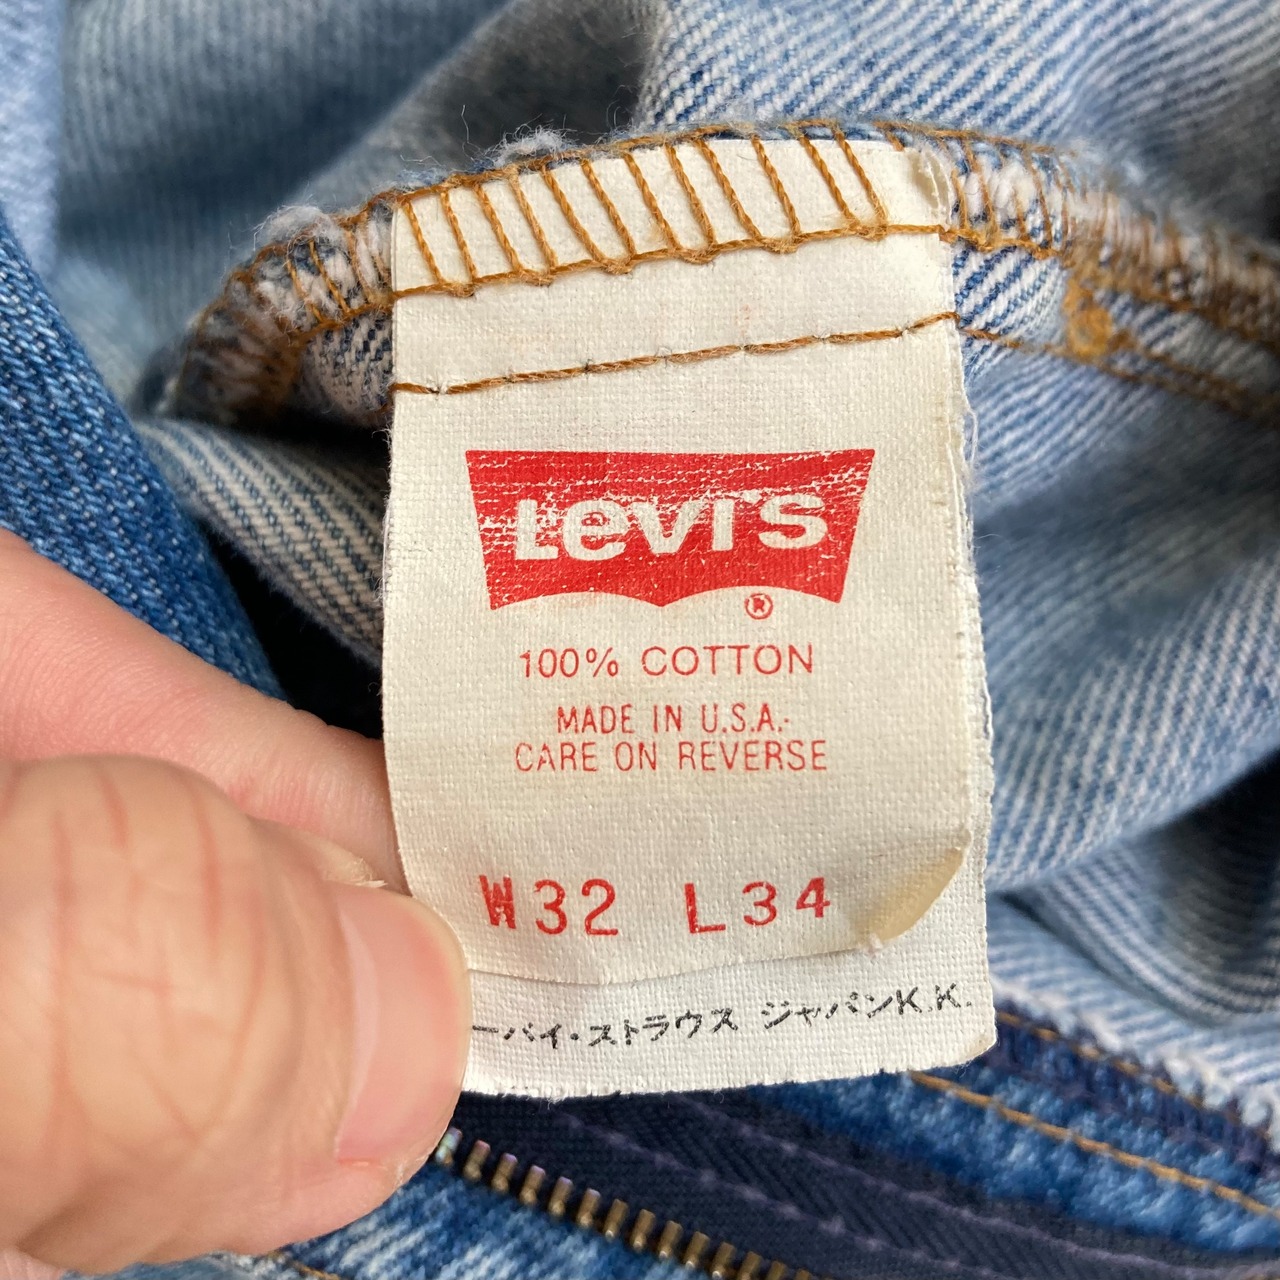 Levi's
®
100% COTTON
MADE IN U.S.A.
CARE ON REVERSE
W32 L34
ーバイ・ストラウス ジャパンK.K.